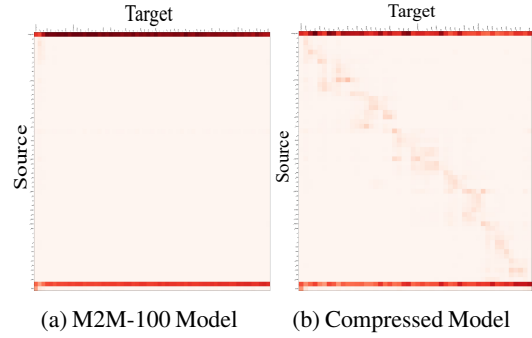 Target
Target
Source
Source
(a) M2M-100 Model
(b) Compressed Model